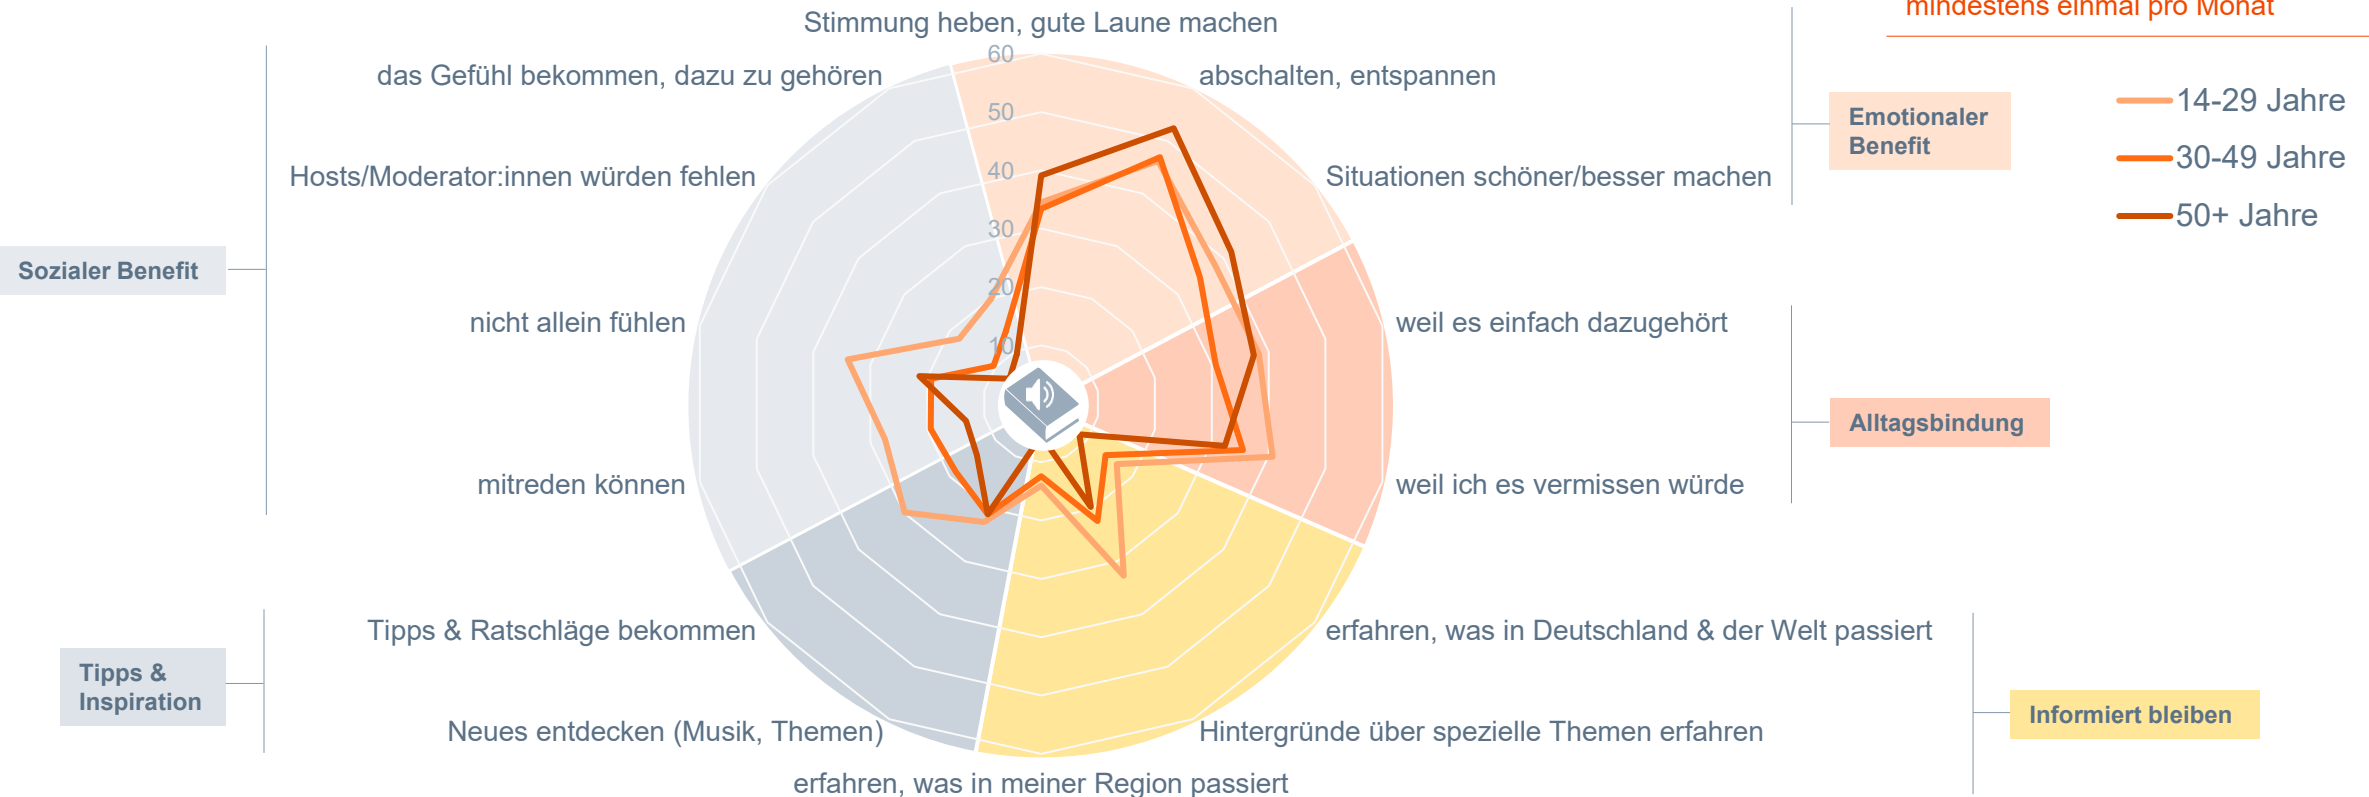 mindestens einmal pro Monat
Stimmung heben, gute Laune machen
das Gefühl bekommen, dazu zu gehören
abschalten, entspannen
Hosts/Moderator:innen würden fehlen
Situationen schöner/besser machen
nicht allein fühlen
weil es einfach dazugehört
mitreden können
weil ich es vermissen würde
Tipps & Ratschläge bekommen
erfahren, was in Deutschland & der Welt passiert
Neues entdecken (Musik, Themen)
Hintergründe über spezielle Themen erfahren
erfahren, was in meiner Region passiert
60
50
40
30
20
10
Sozialer Benefit
Tipps &
Inspiration
Emotionaler
Benefit
Alltagsbindung
Informiert bleiben
14-29 Jahre
30-49 Jahre
50+ Jahre